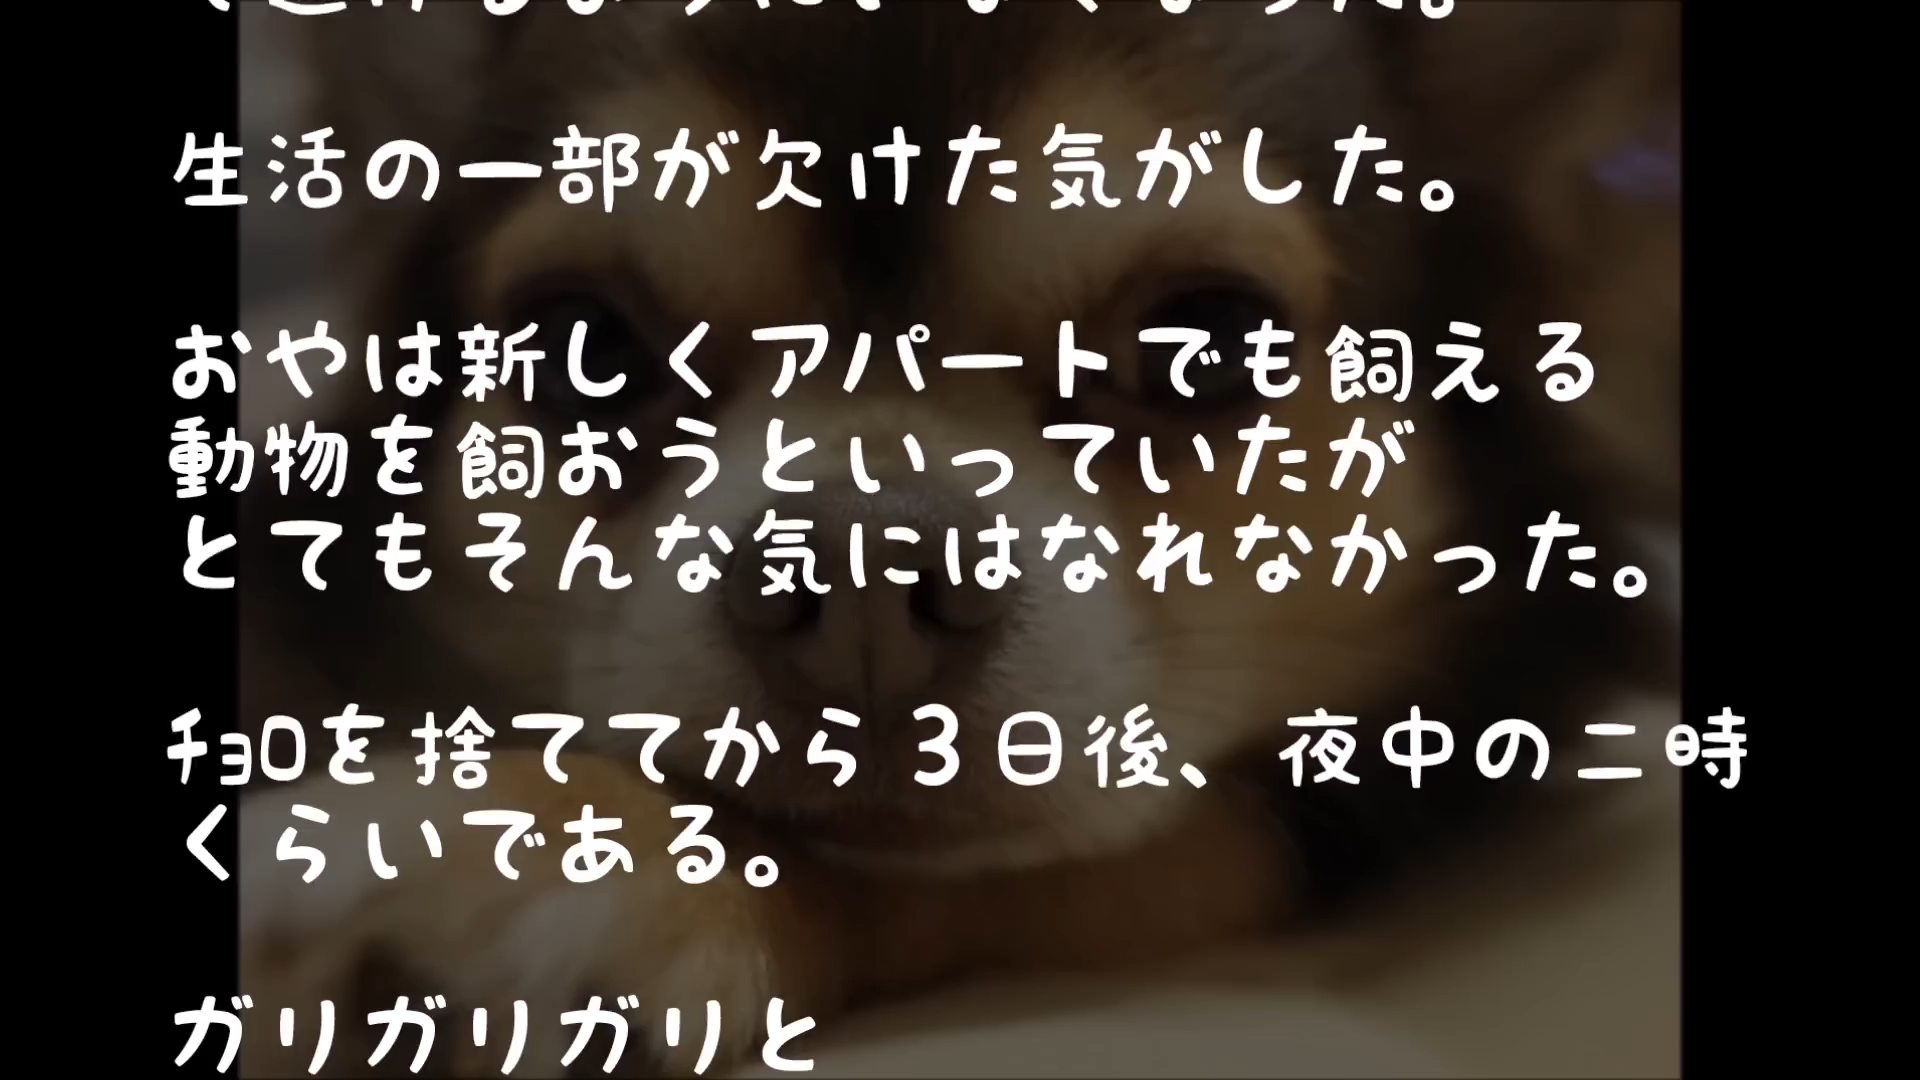 生活の一部が欠けた気がした。
おやは新しくアパートでも飼える
動物を飼おうといっていたが
とてもそんな気にはなれなかった。
ﾁｮﾛを捨ててから３日後、夜中の二時
くらいである。
ガリガリガリと